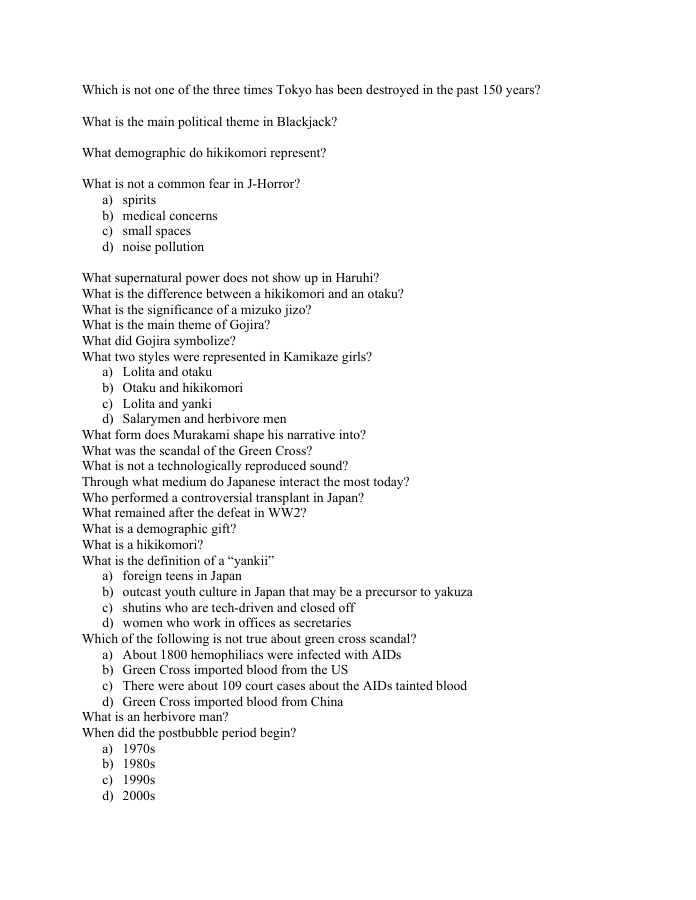 Which is not one of the three times Tokyo has been destroyed in the past 150 years?
What is the main political theme in Blackjack?
What demographic do hikikomori represent?
What is not a common fear in J-Horror?
a) spirits
b) medical concerns
c) small spaces
d) noise pollution
What supernatural power does not show up in Haruhi?
What is the difference between a hikikomori and an otaku?
What is the significance of a mizuko jizo?
What is the main theme of Gojira?
What did Gojira symbolize?
What two styles were represented in Kamikaze girls?
a) Lolita and otaku
b) Otaku and hikikomori
c) Lolita and yanki
d) Salarymen and herbivore men
What form does Murakami shape his narrative into?
What was the scandal of the Green Cross?
What is not a technologically reproduced sound?
Through what medium do Japanese interact the most today?
Who performed a controversial transplant in Japan?
What remained after the defeat in WW2?
What is a demographic gift?
What is a hikikomori?
What is the definition of a “yankii”
a) foreign teens in Japan
b) outcast youth culture in Japan that may be a precursor to yakuza
c) shutins who are tech-driven and closed off
d) women who work in offices as secretaries
Which of the following is not true about green cross scandal?
a) About 1800 hemophiliacs were infected with AIDs
b) Green Cross imported blood from the US
c) There were about 109 court cases about the AIDs tainted blood
d) Green Cross imported blood from China
What is an herbivore man?
When did the postbubble period begin?
a) 1970s
b) 1980s
c) 1990s
d) 2000s